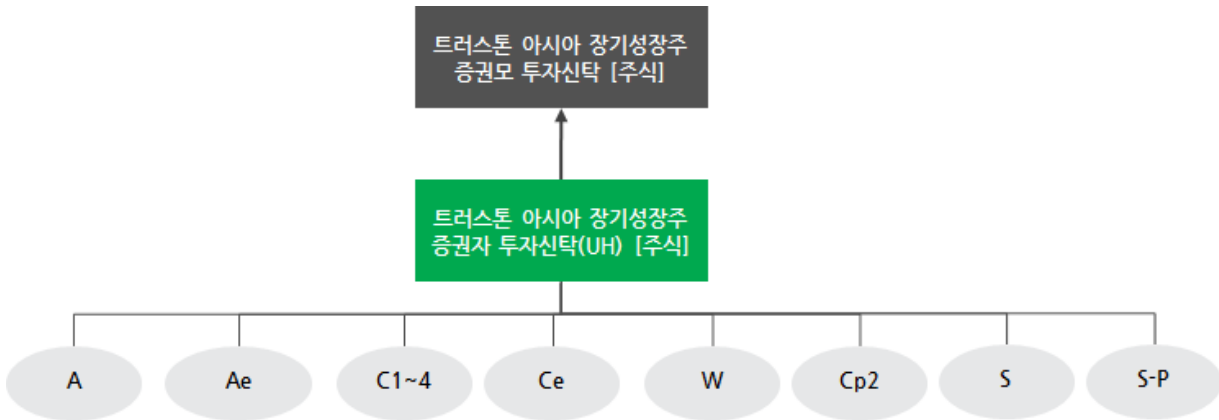 트러스톤 아시아 장기성장주
증권모 투자신탁 [주식]
트러스톤 아시아 장기성장주
증권자 투자신탁(UH) [주식]
A
Ae
C1~4
Ce
W
Cp2
S
S-P